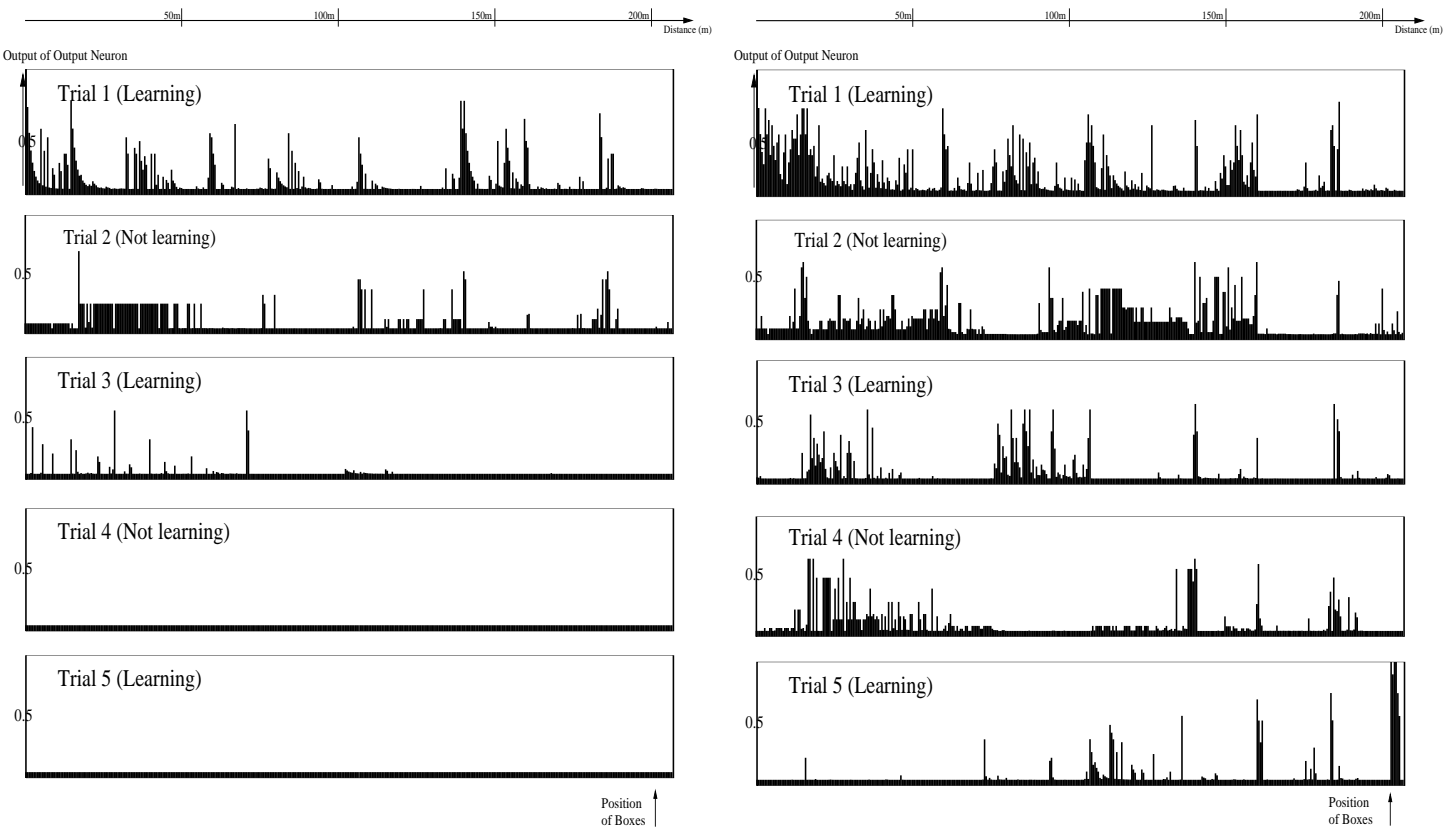 50m 100m 150m 200m
Distance (m)
Output of Output Neuron
Trial 1 (Learning)
0.5
Trial 2 (Not learning)
0.5
Trial 3 (Learning)
0.5
Trial 4 (Not learning)
0.5
Trial 5 (Learning)
0.5
Position
of Boxes
50m 100m 150m 200m
Distance (m)
Output of Output Neuron
Trial 1 (Learning)
0.5
Trial 2 (Not learning)
0.5
Trial 3 (Learning)
0.5
Trial 4 (Not learning)
0.5
Trial 5 (Learning)
0.5
Position
of Boxes